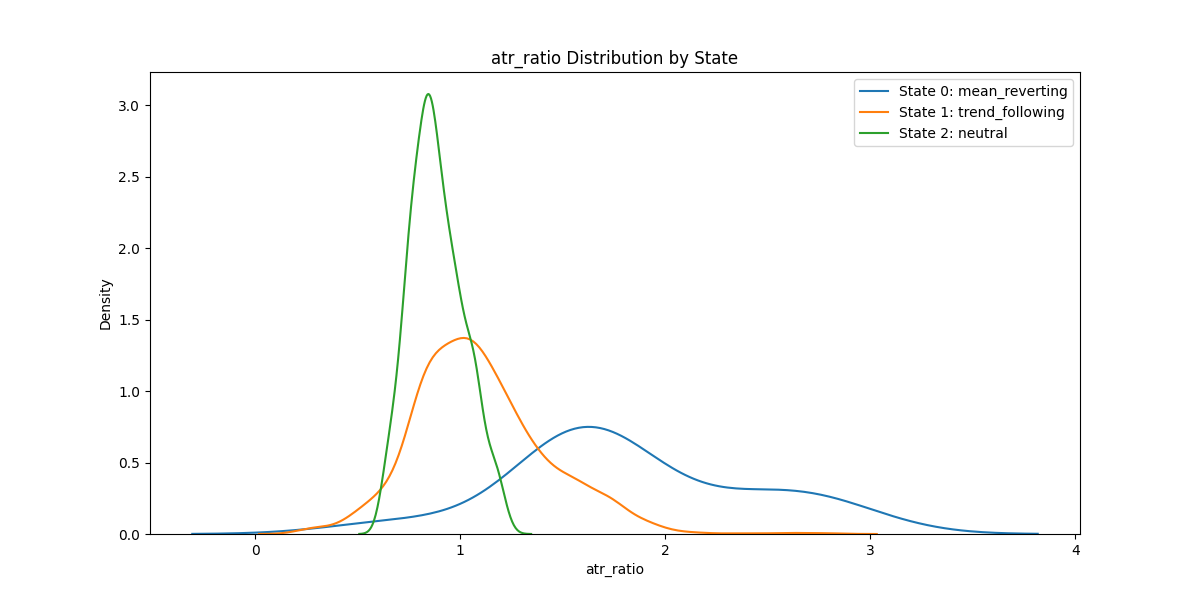 atr_ratio Distribution by State
State 0: mean_reverting
State 1: trend_following
State 2: neutral
Density
3.0
2.5
2.0
1.5
1.0
0.5
0.0
0
1
2
3
4
atr_ratio